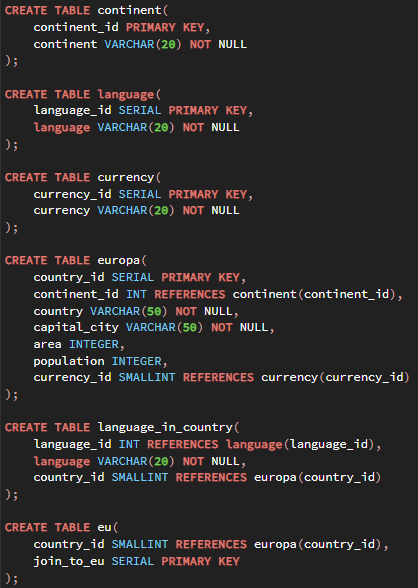 CREATE TABLE continent(
    continent_id PRIMARY KEY,
    continent VARCHAR(20) NOT NULL
);

CREATE TABLE language(
    language_id SERIAL PRIMARY KEY,
    language VARCHAR(20) NOT NULL
);

CREATE TABLE currency(
    currency_id SERIAL PRIMARY KEY,
    currency VARCHAR(20) NOT NULL
);

CREATE TABLE europa(
    country_id SERIAL PRIMARY KEY,
    continent_id INT REFERENCES continent(continent_id),
    country VARCHAR(50) NOT NULL,
    capital_city VARCHAR(50) NOT NULL,
    area INTEGER,
    population INTEGER,
    currency_id SMALLINT REFERENCES currency(currency_id)
);

CREATE TABLE language_in_country(
    language_id INT REFERENCES language(language_id),
    language VARCHAR(20) NOT NULL,
    country_id SMALLINT REFERENCES europa(country_id)
);

CREATE TABLE eu(
    country_id SMALLINT REFERENCES europa(country_id),
    join_to_eu SERIAL PRIMARY KEY
);